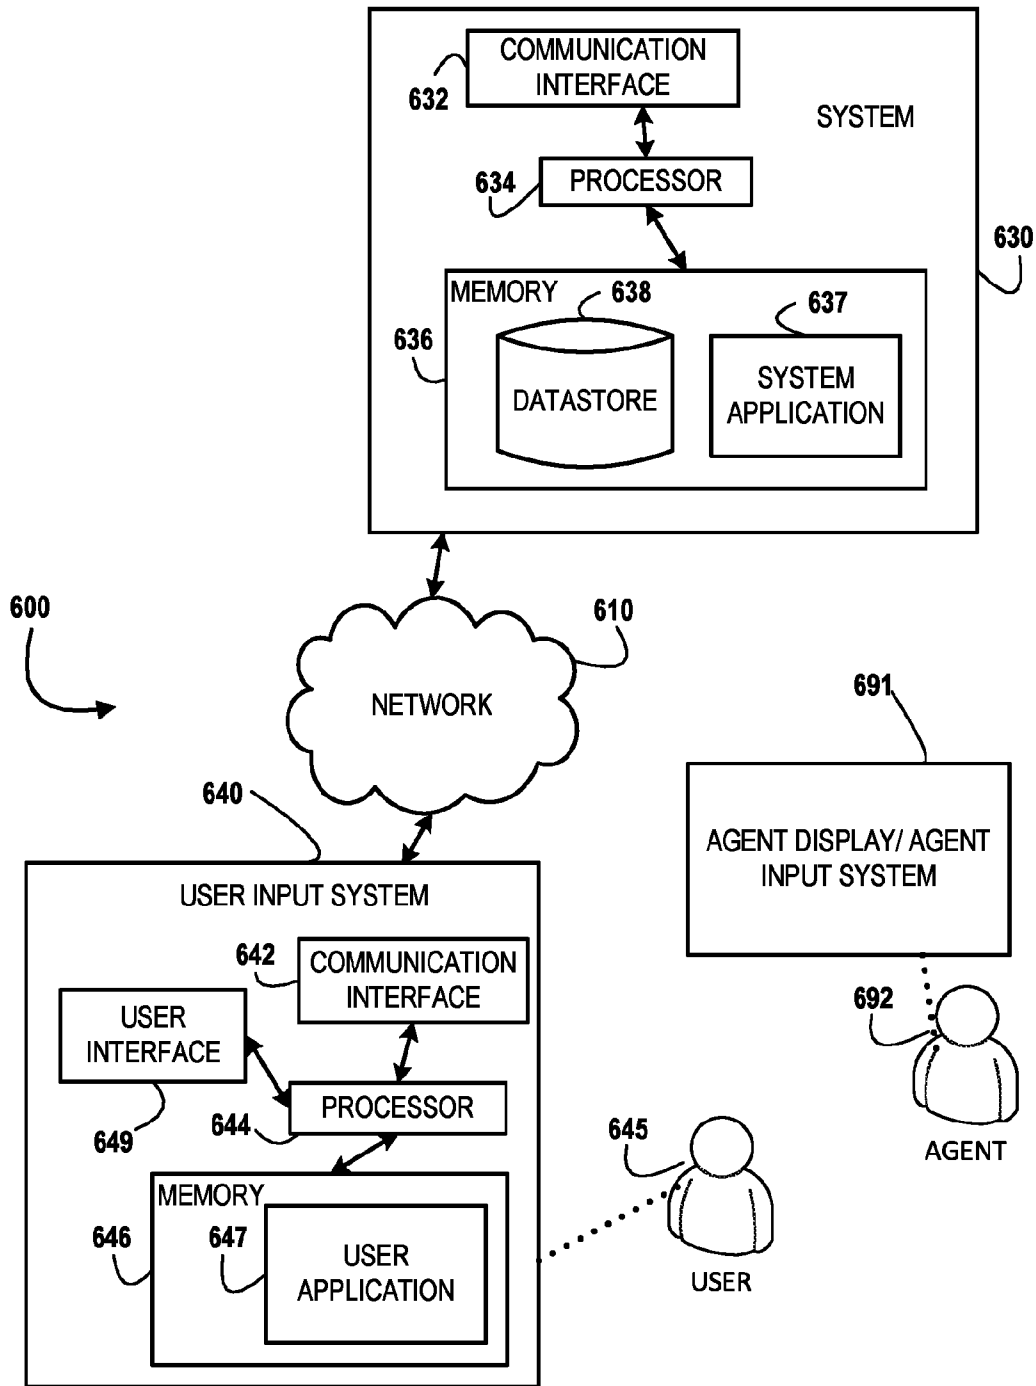 COMMUNICATION
INTERFACE
632
SYSTEM
634
PROCESSOR
630
MEMORY
638
637
636
DATASTORE
SYSTEM
APPLICATION
600
610
NETWORK
691
640
AGENT DISPLAY/ AGENT
INPUT SYSTEM
USER INPUT SYSTEM
642
COMMUNICATION
INTERFACE
692
USER
INTERFACE
PROCESSOR
649
644
645
AGENT
MEMORY
646
647
USER
APPLICATION
USER